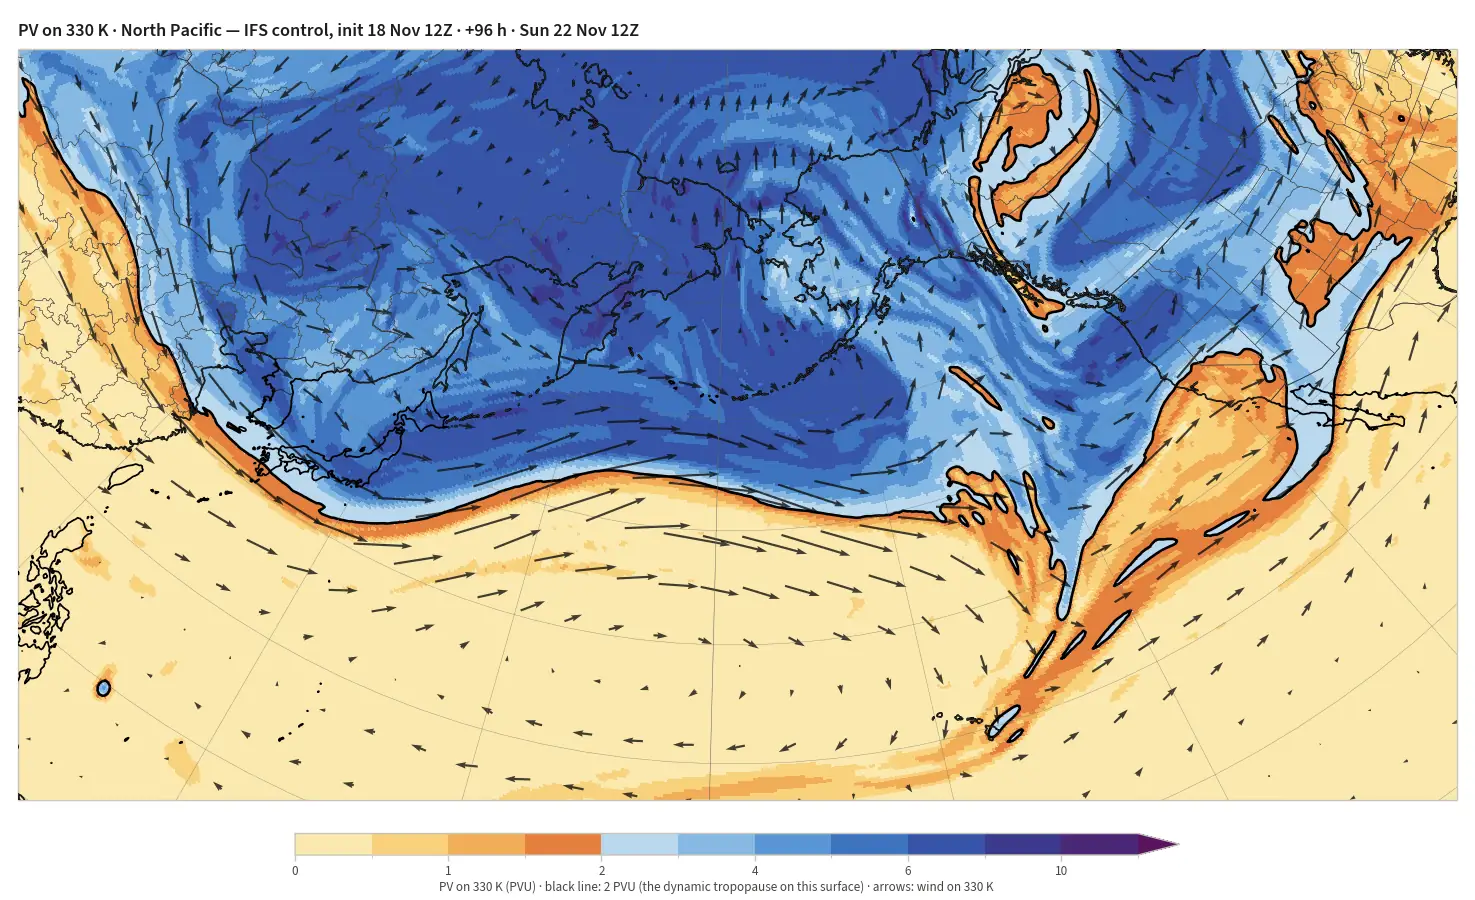 PV on 330 K · North Pacific — IFS control, init 18 Nov 12Z · +96 h · Sun 22 Nov 12Z
0 1 2 4 6 10
PV on 330 K (PVU) · black line: 2 PVU (the dynamic tropopause on this surface) · arrows: wind on 330 K